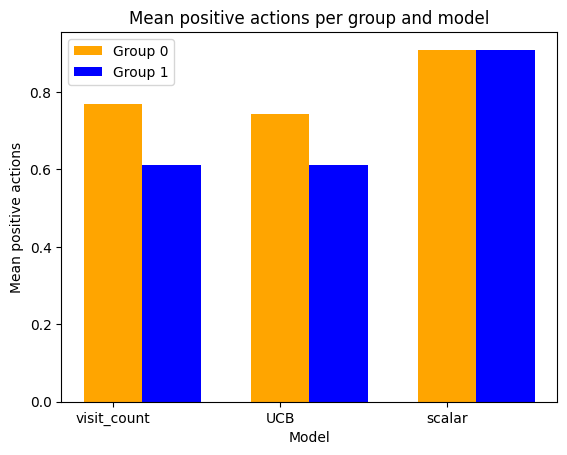 Mean positive actions per group and model
Group 0
Group 1
Mean positive actions
0.8
0.6
0.4
0.2
0.0
visit_count
UCB
scalar
Model